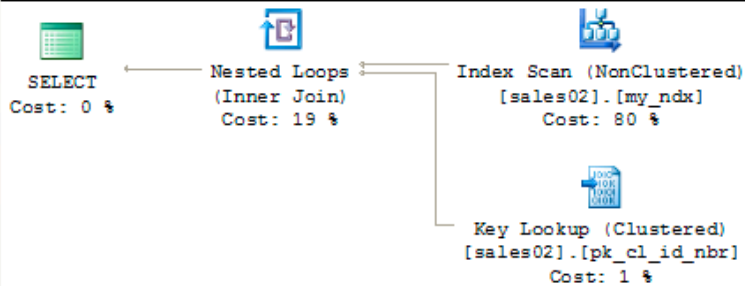 SELECT
Cost: 0 %
Nested Loops
(Inner Join)
Cost: 19 %
Index Scan (NonClustered)
[sales02].[my_ndx]
Cost: 80 %
Key Lookup (Clustered)
[sales02].[pk_cl_id_nbr]
Cost: 1 %